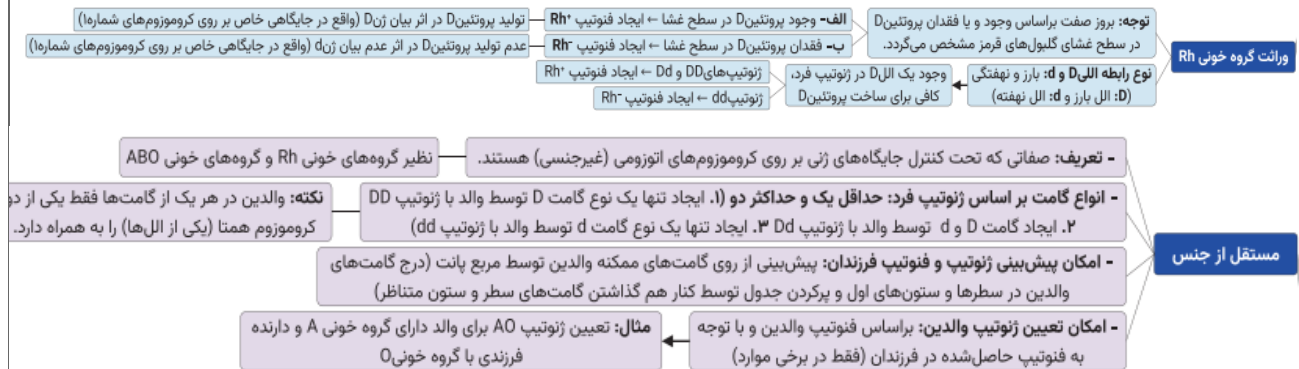 وراثت گروه خونی Rh
توجه: بروز صفت براساس وجود و یا فقدان پروتئینD
در سطح غشای گلبول‌های قرمز مشخص می‌گردد.
الف- وجود پروتئینD در سطح غشا ← ایجاد فنوتیپ Rh⁺
تولید پروتئینD در اثر بیان ژنD (واقع در جایگاهی خاص بر روی کروموزوم‌های شماره۱)
ب- فقدان پروتئینD در سطح غشا ← ایجاد فنوتیپ Rh⁻
عدم تولید پروتئینD در اثر عدم بیان ژنd (واقع در جایگاهی خاص بر روی کروموزوم‌های شماره۱)
نوع رابطه اللیD و d: بارز و نهفتگی
(D: الل بارز و d: الل نهفته)
وجود یک اللD در ژنوتیپ فرد،
کافی برای ساخت پروتئینD
ژنوتیپ‌هایDD و Dd ← ایجاد فنوتیپ Rh⁺
ژنوتیپdd ← ایجاد فنوتیپ Rh⁻
مستقل از جنس
- تعریف: صفاتی که تحت کنترل جایگاه‌های ژنی بر روی کروموزوم‌های اتوزومی (غیرجنسی) هستند.
نظیر گروه‌های خونی Rh و گروه‌های خونی ABO
- انواع گامت بر اساس ژنوتیپ فرد: حداقل یک و حداکثر دو (۱. ایجاد تنها یک نوع گامت D توسط والد با ژنوتیپ DD
۲. ایجاد گامت D و d توسط والد با ژنوتیپ Dd ۳. ایجاد تنها یک نوع گامت d توسط والد با ژنوتیپ dd)
نکته: والدین در هر یک از گامت‌ها فقط یکی از دو
کروموزوم همتا (یکی از الل‌ها) را به همراه دارد.
- امکان پیش‌بینی ژنوتیپ و فنوتیپ فرزندان: پیش‌بینی از روی گامت‌های ممکنه والدین توسط مربع پانت (درج گامت‌های
والدین در سطرها و ستون‌های اول و پرکردن جدول توسط کنار هم گذاشتن گامت‌های سطر و ستون متناظر)
- امکان تعیین ژنوتیپ والدین: براساس فنوتیپ والدین و با توجه
به فنوتیپ حاصل‌شده در فرزندان (فقط در برخی موارد)
مثال: تعیین ژنوتیپ AO برای والد دارای گروه خونی A و دارنده
فرزندی با گروه خونیO